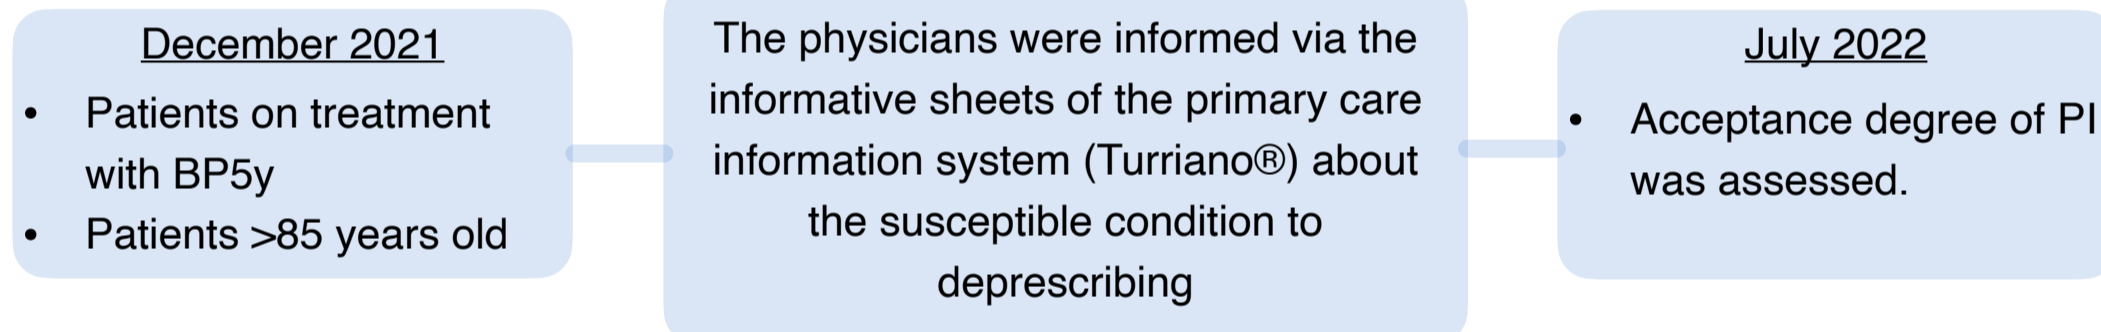 December 2021
• Patients on treatment
with BP5y
• Patients >85 years old
The physicians were informed via the
informative sheets of the primary care
information system (Turriano®) about
the susceptible condition to
deprescribing
July 2022
• Acceptance degree of PI
was assessed.